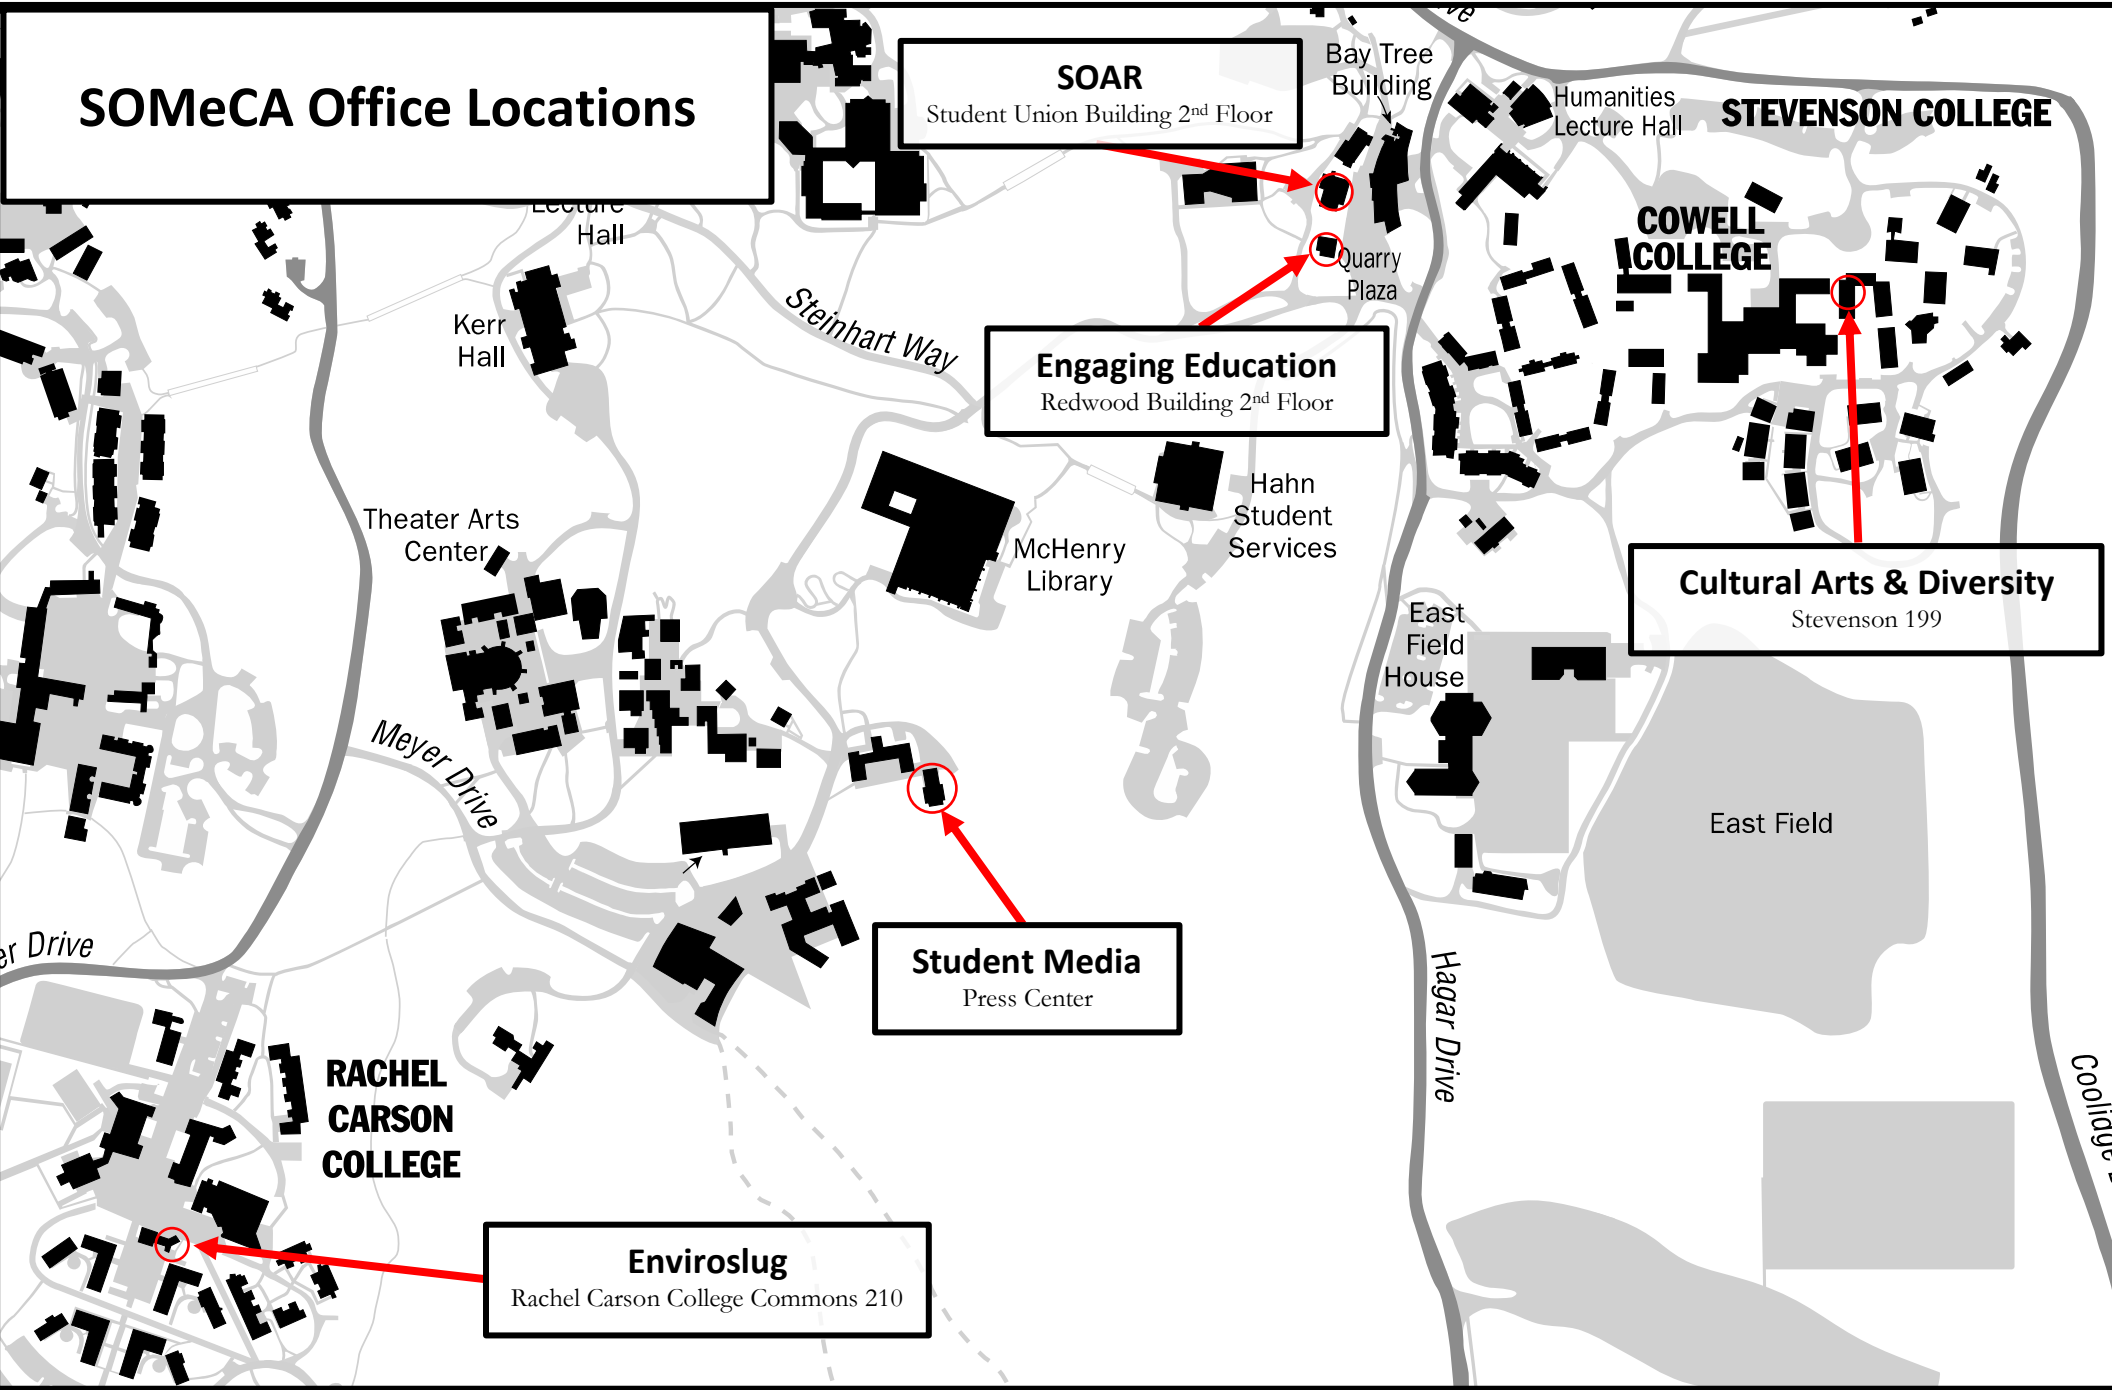 SOMeCA Office Locations
SOAR
Student Union Building 2nd Floor
Bay Tree
Building
Humanities
Lecture Hall
STEVENSON COLLEGE
COWELL
COLLEGE
Lecture
Hall
Kerr
Hall
Steinhart Way
Quarry
Plaza
Engaging Education
Redwood Building 2nd Floor
Theater Arts
Center
McHenry
Library
Hahn
Student
Services
Cultural Arts & Diversity
Stevenson 199
East
Field
House
Meyer Drive
East Field
er Drive
Student Media
Press Center
Hagar Drive
Coolidge
RACHEL
CARSON
COLLEGE
Enviroslug
Rachel Carson College Commons 210